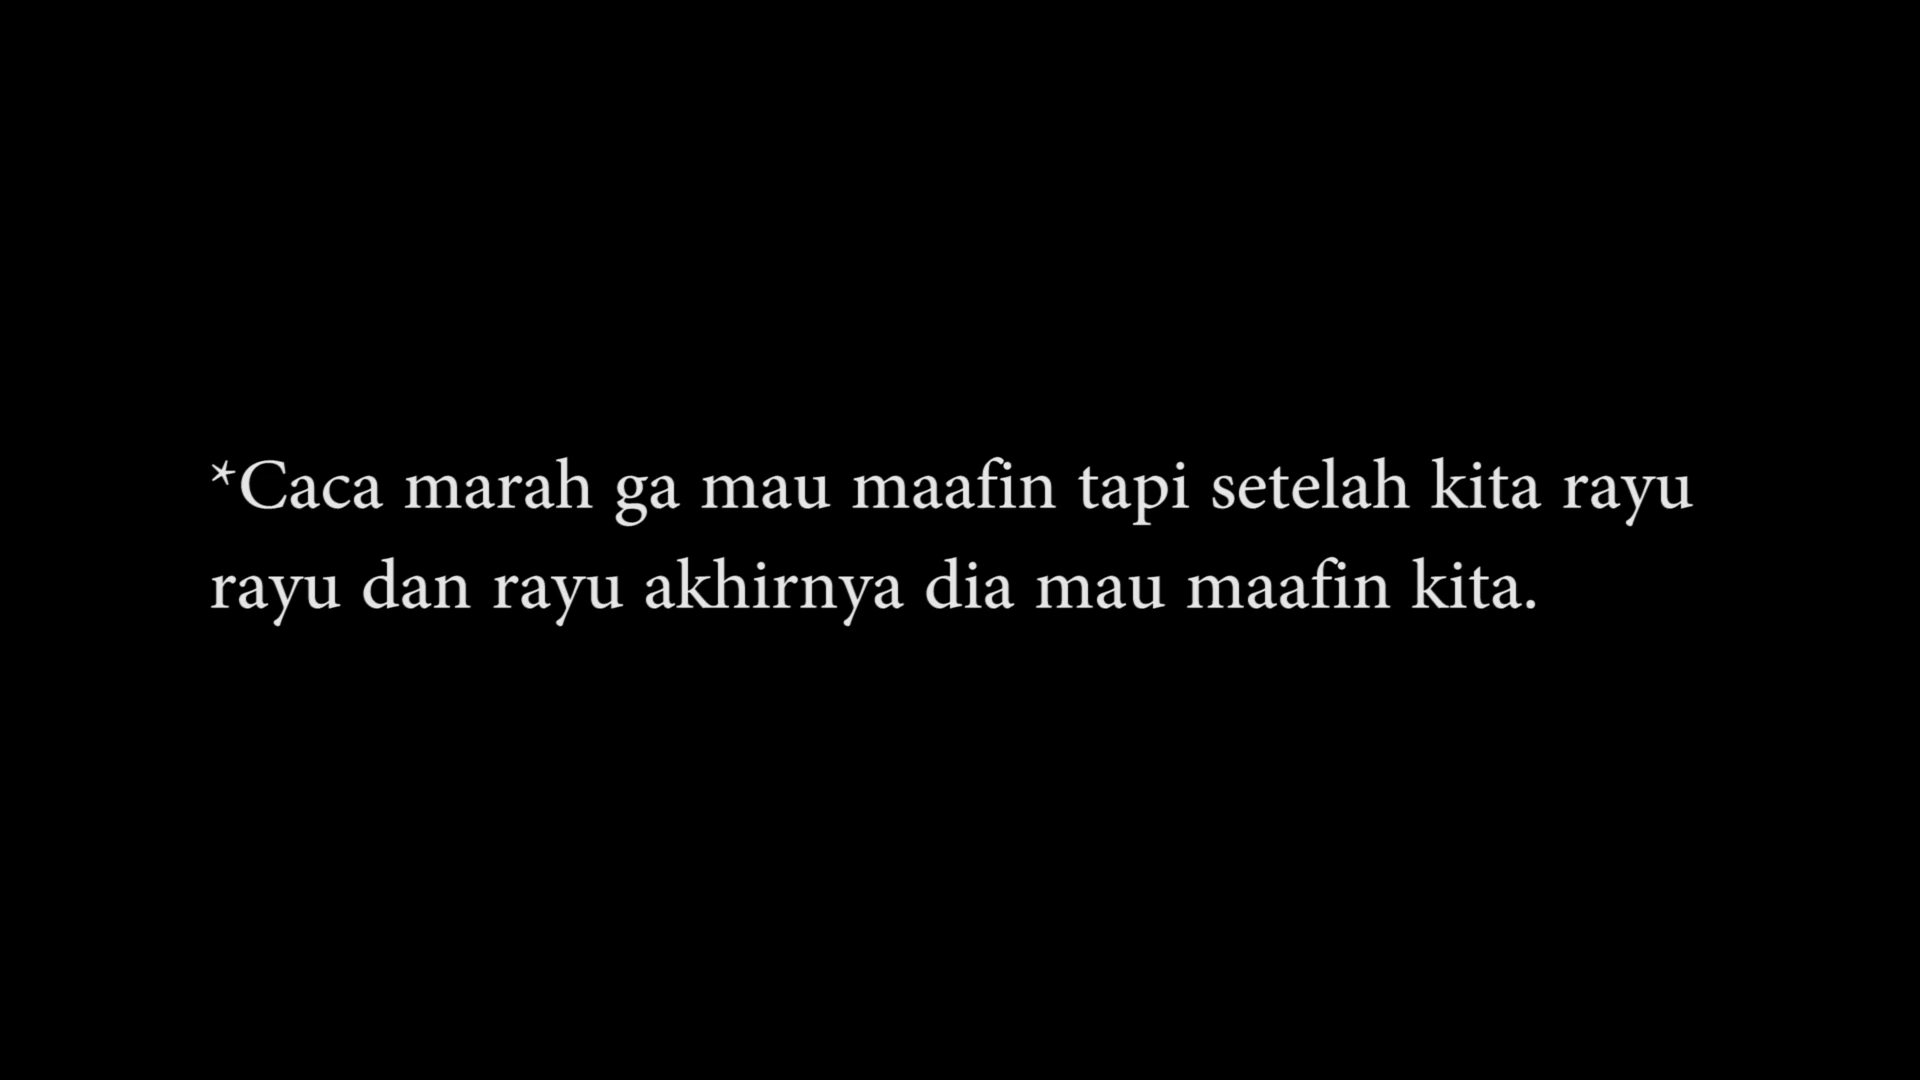 *Caca marah ga mau maafin tapi setelah kita rayu
rayu dan rayu akhirnya dia mau maafin kita.